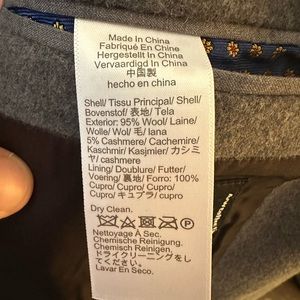 Made In China
Fabriqué En Chine
Hergestellt In China
Vervaardigd In China
中国製
hecho en china
Shell/ Tissu Principal/ Shell/
Bovenstof/ 表地/ Tela
Exterior: 95% Wool/ Laine/
Wolle/ Wol/ 毛/ lana
5% Cashmere/ Cachemire/
Kaschmir/ Kasjmier/ カシミ
ヤ/ cashmere
Lining/ Doublure/ Futter/
Voering/ 裏地/ Forro: 100%
Cupro/ Cupro/ Cupro/
Cupro/ キュプラ/ Cupro
Dry Clean.
Nettoyage À Sec.
Chemische Reinigung.
Chemische Reiniging.
ドライクリーニングをし
てください。
Lavar En Seco.